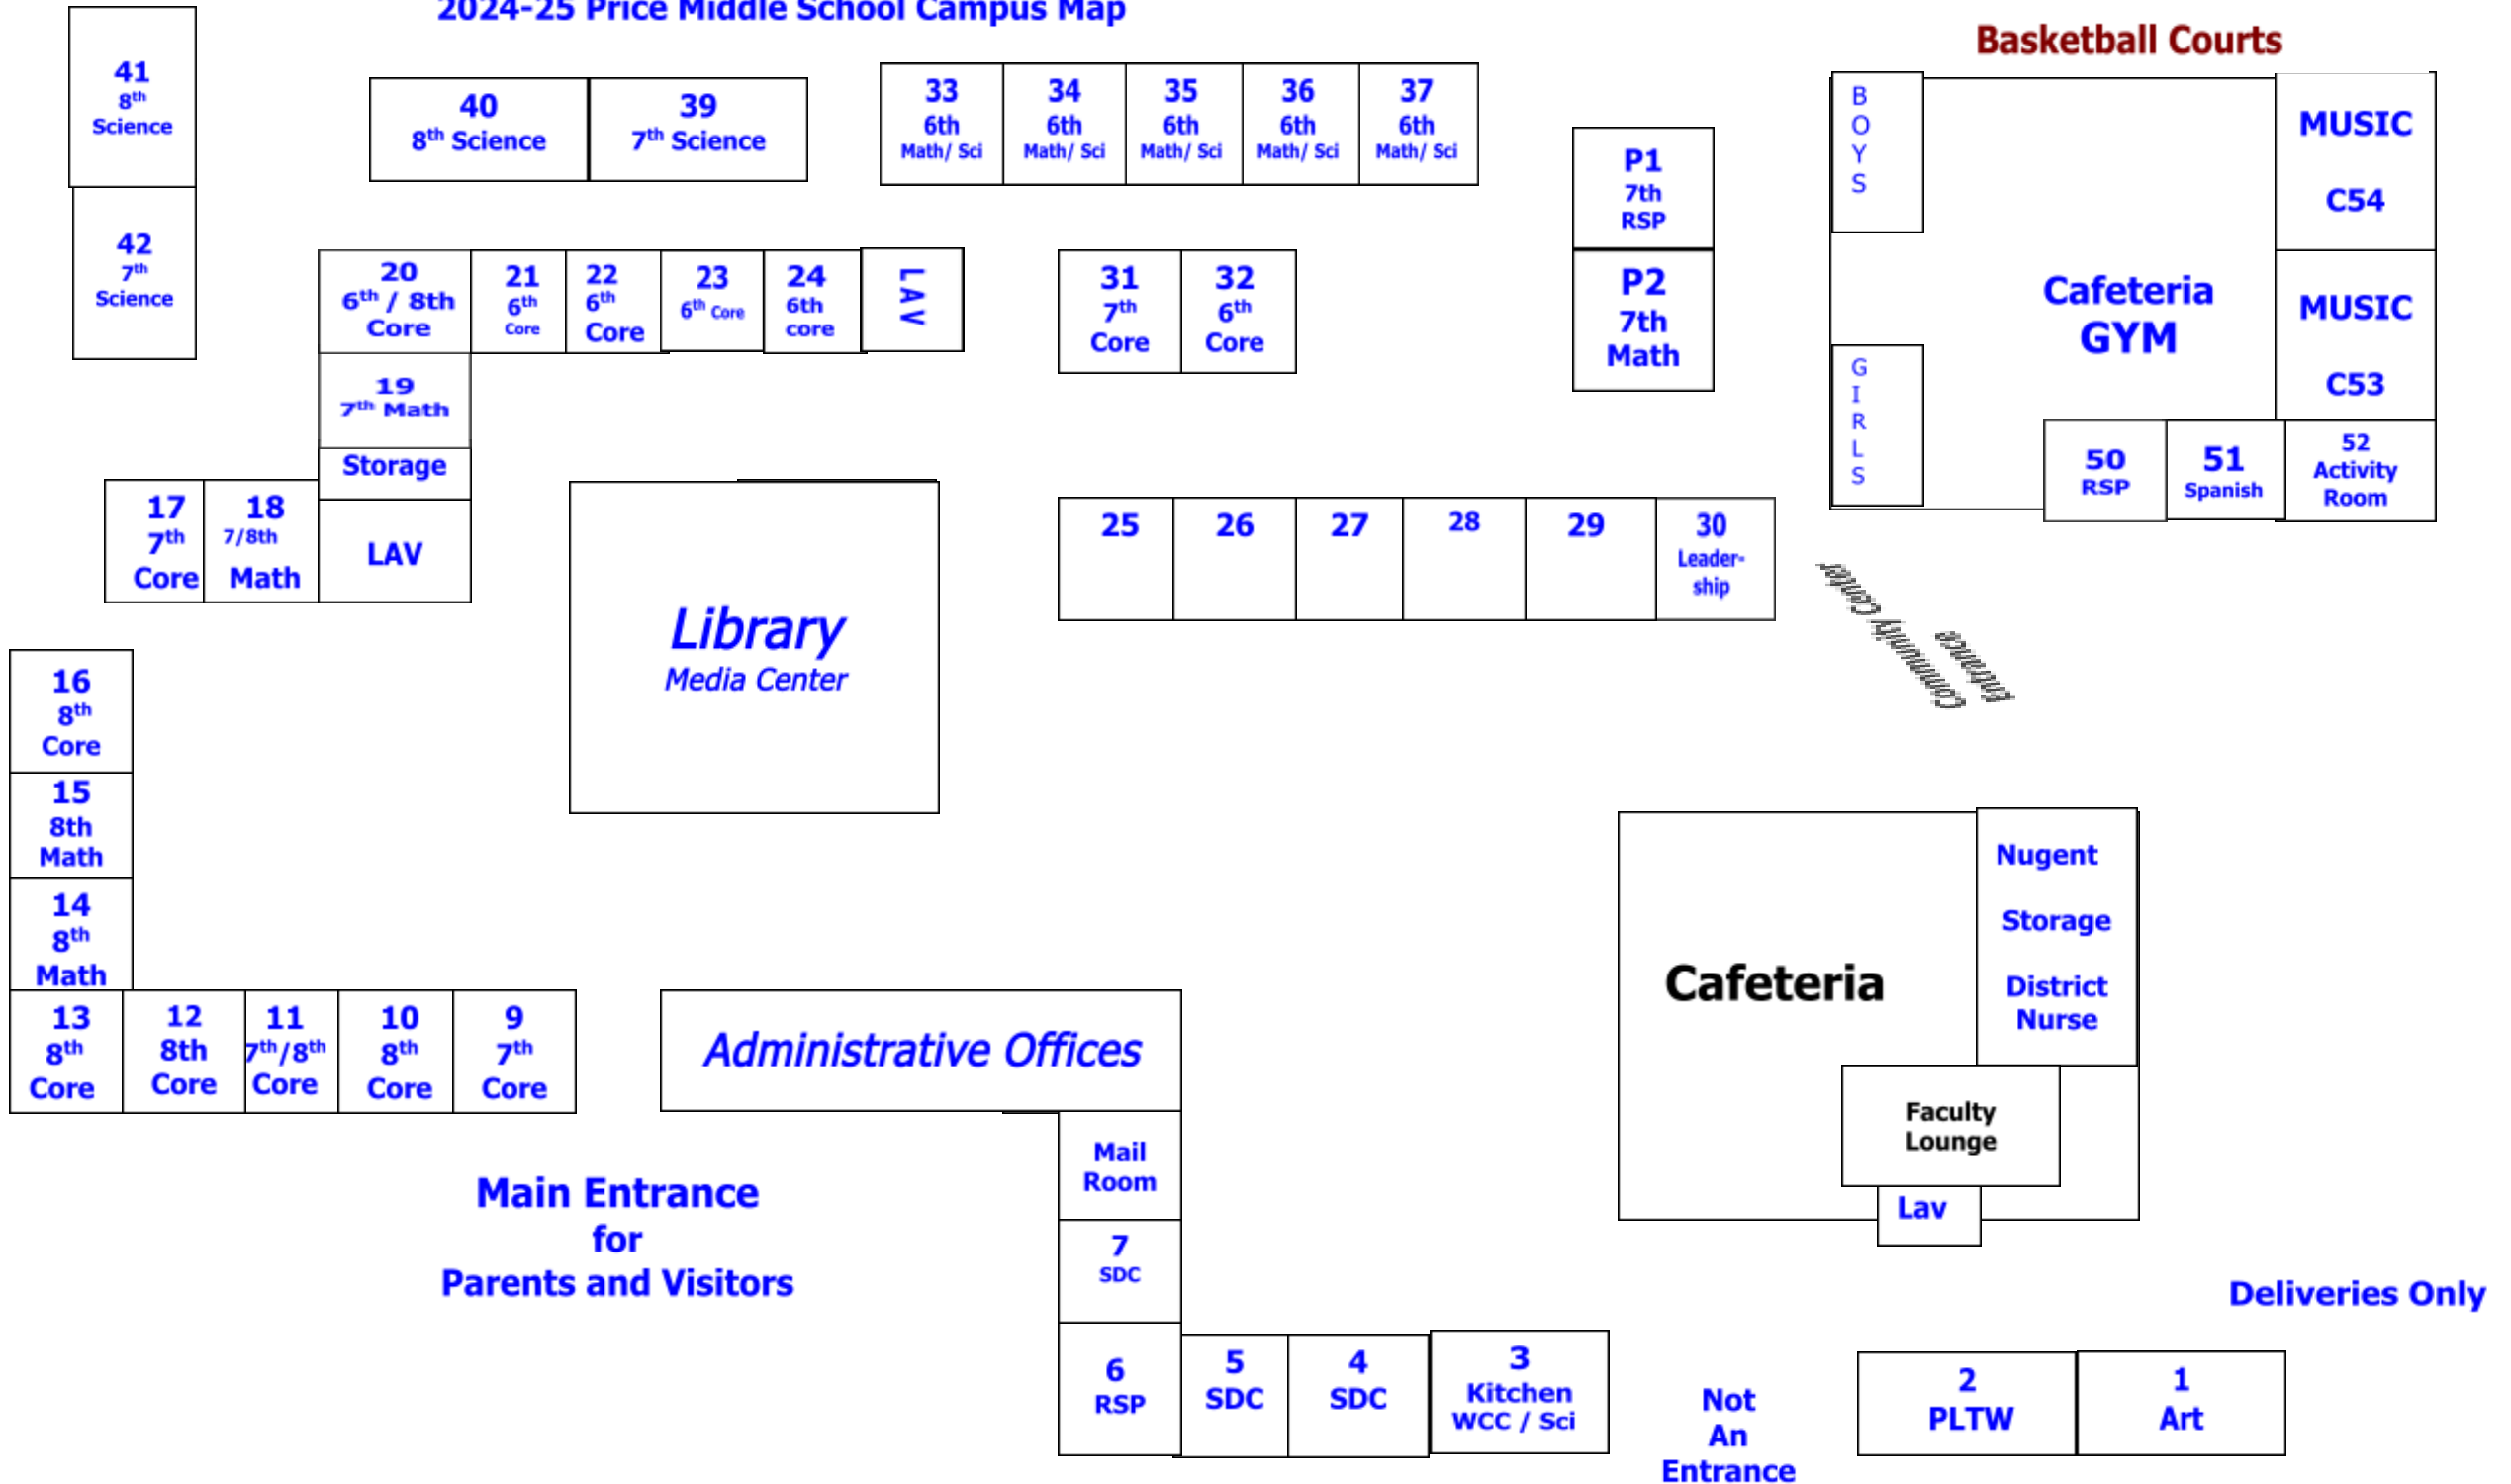 2024-25 Price Middle School Campus Map
Basketball Courts
41
8th
Science
40
8th Science
39
7th Science
33
6th
Math/ Sci
34
6th
Math/ Sci
35
6th
Math/ Sci
36
6th
Math/ Sci
37
6th
Math/ Sci
P1
7th
RSP
P2
7th
Math
BOYS
MUSIC
C54
Cafeteria
GYM
MUSIC
C53
GIRLS
50
RSP
51
Spanish
52
Activity
Room
42
7th
Science
20
6th / 8th
Core
21
6th
Core
22
6th
Core
23
6th Core
24
6th
core
LAV
31
7th
Core
32
6th
Core
19
7th Math
Storage
17
7th
Core
18
7/8th
Math
LAV
Library
Media Center
25
26
27
28
29
30
Leader-
ship
16
8th
Core
15
8th
Math
14
8th
Math
13
8th
Core
12
8th
Core
11
7th/8th
Core
10
8th
Core
9
7th
Core
Administrative Offices
Cafeteria
Nugent
Storage
District
Nurse
Faculty
Lounge
Lav
Mail
Room
7
SDC
6
RSP
5
SDC
4
SDC
3
Kitchen
WCC / Sci
Main Entrance
for
Parents and Visitors
Deliveries Only
Not
An
Entrance
2
PLTW
1
Art